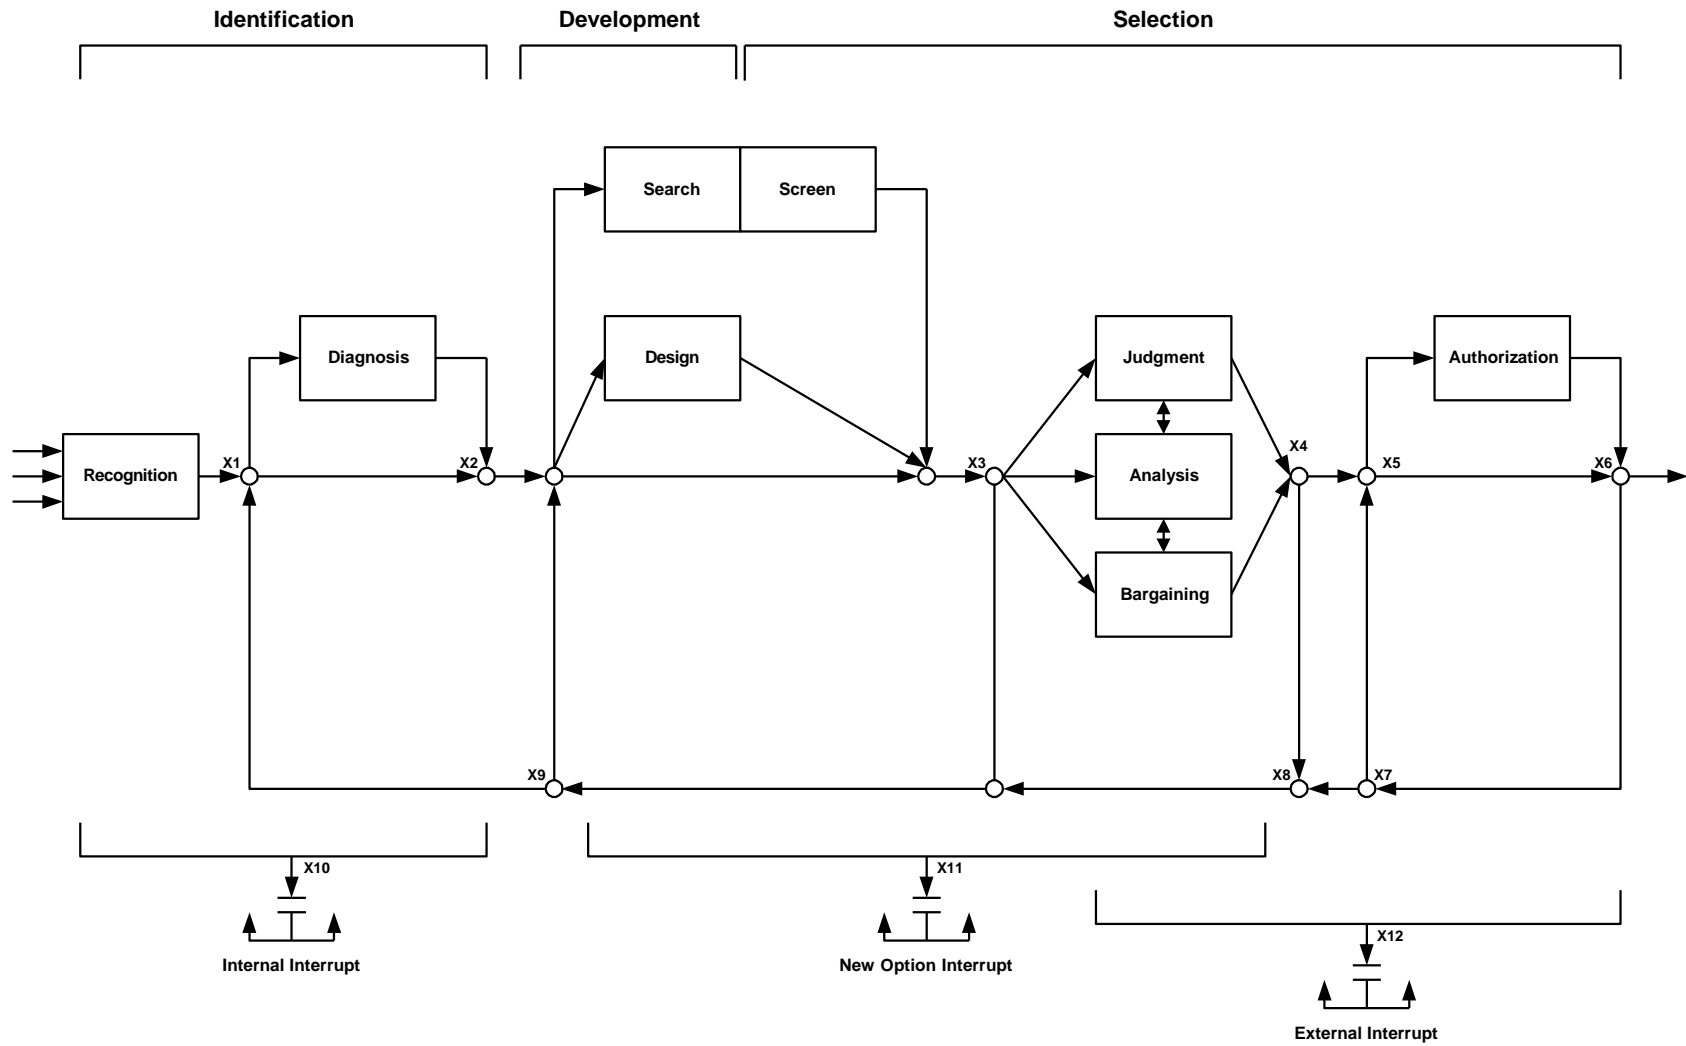 Identification
Development
Selection
Search
Screen
Diagnosis
Design
Judgment
Authorization
X1
X2
X3
X4
X5
X6
Recognition
Analysis
Bargaining
X9
X8
X7
X10
X11
X12
Internal Interrupt
New Option Interrupt
External Interrupt